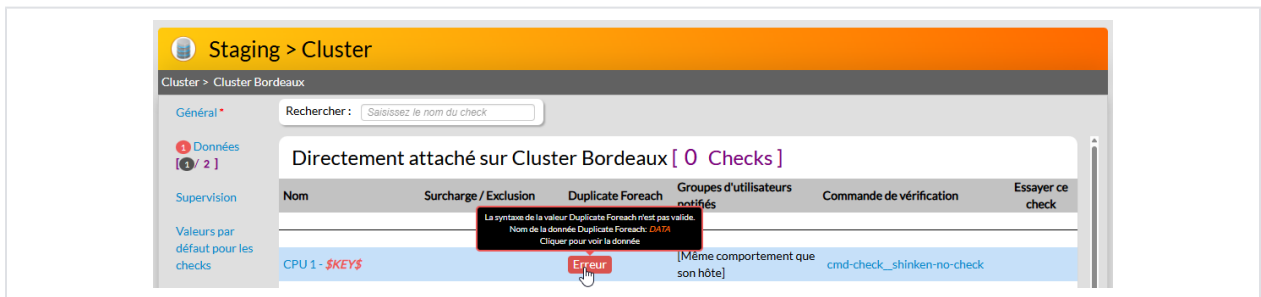 Staging > Cluster
Cluster > Cluster Bordeaux
Général *
Rechercher : Saisissez le nom du check
1 Données
[1/ 2 ]
Directement attaché sur Cluster Bordeaux [ 0 Checks ]
Supervision
Nom Surcharge / Exclusion Duplicate Foreach Groupes d'utilisateurs notifiés Commande de vérification Essayer ce check
La syntaxe de la valeur Duplicate Foreach n'est pas valide.
Nom de la donnée Duplicate Foreach: DATA
Cliquer pour voir la donnée
Valeurs par
défaut pour les
checks
CPU 1 - $KEY$ Erreur [Même comportement que son hôte] cmd-check__shinken-no-check